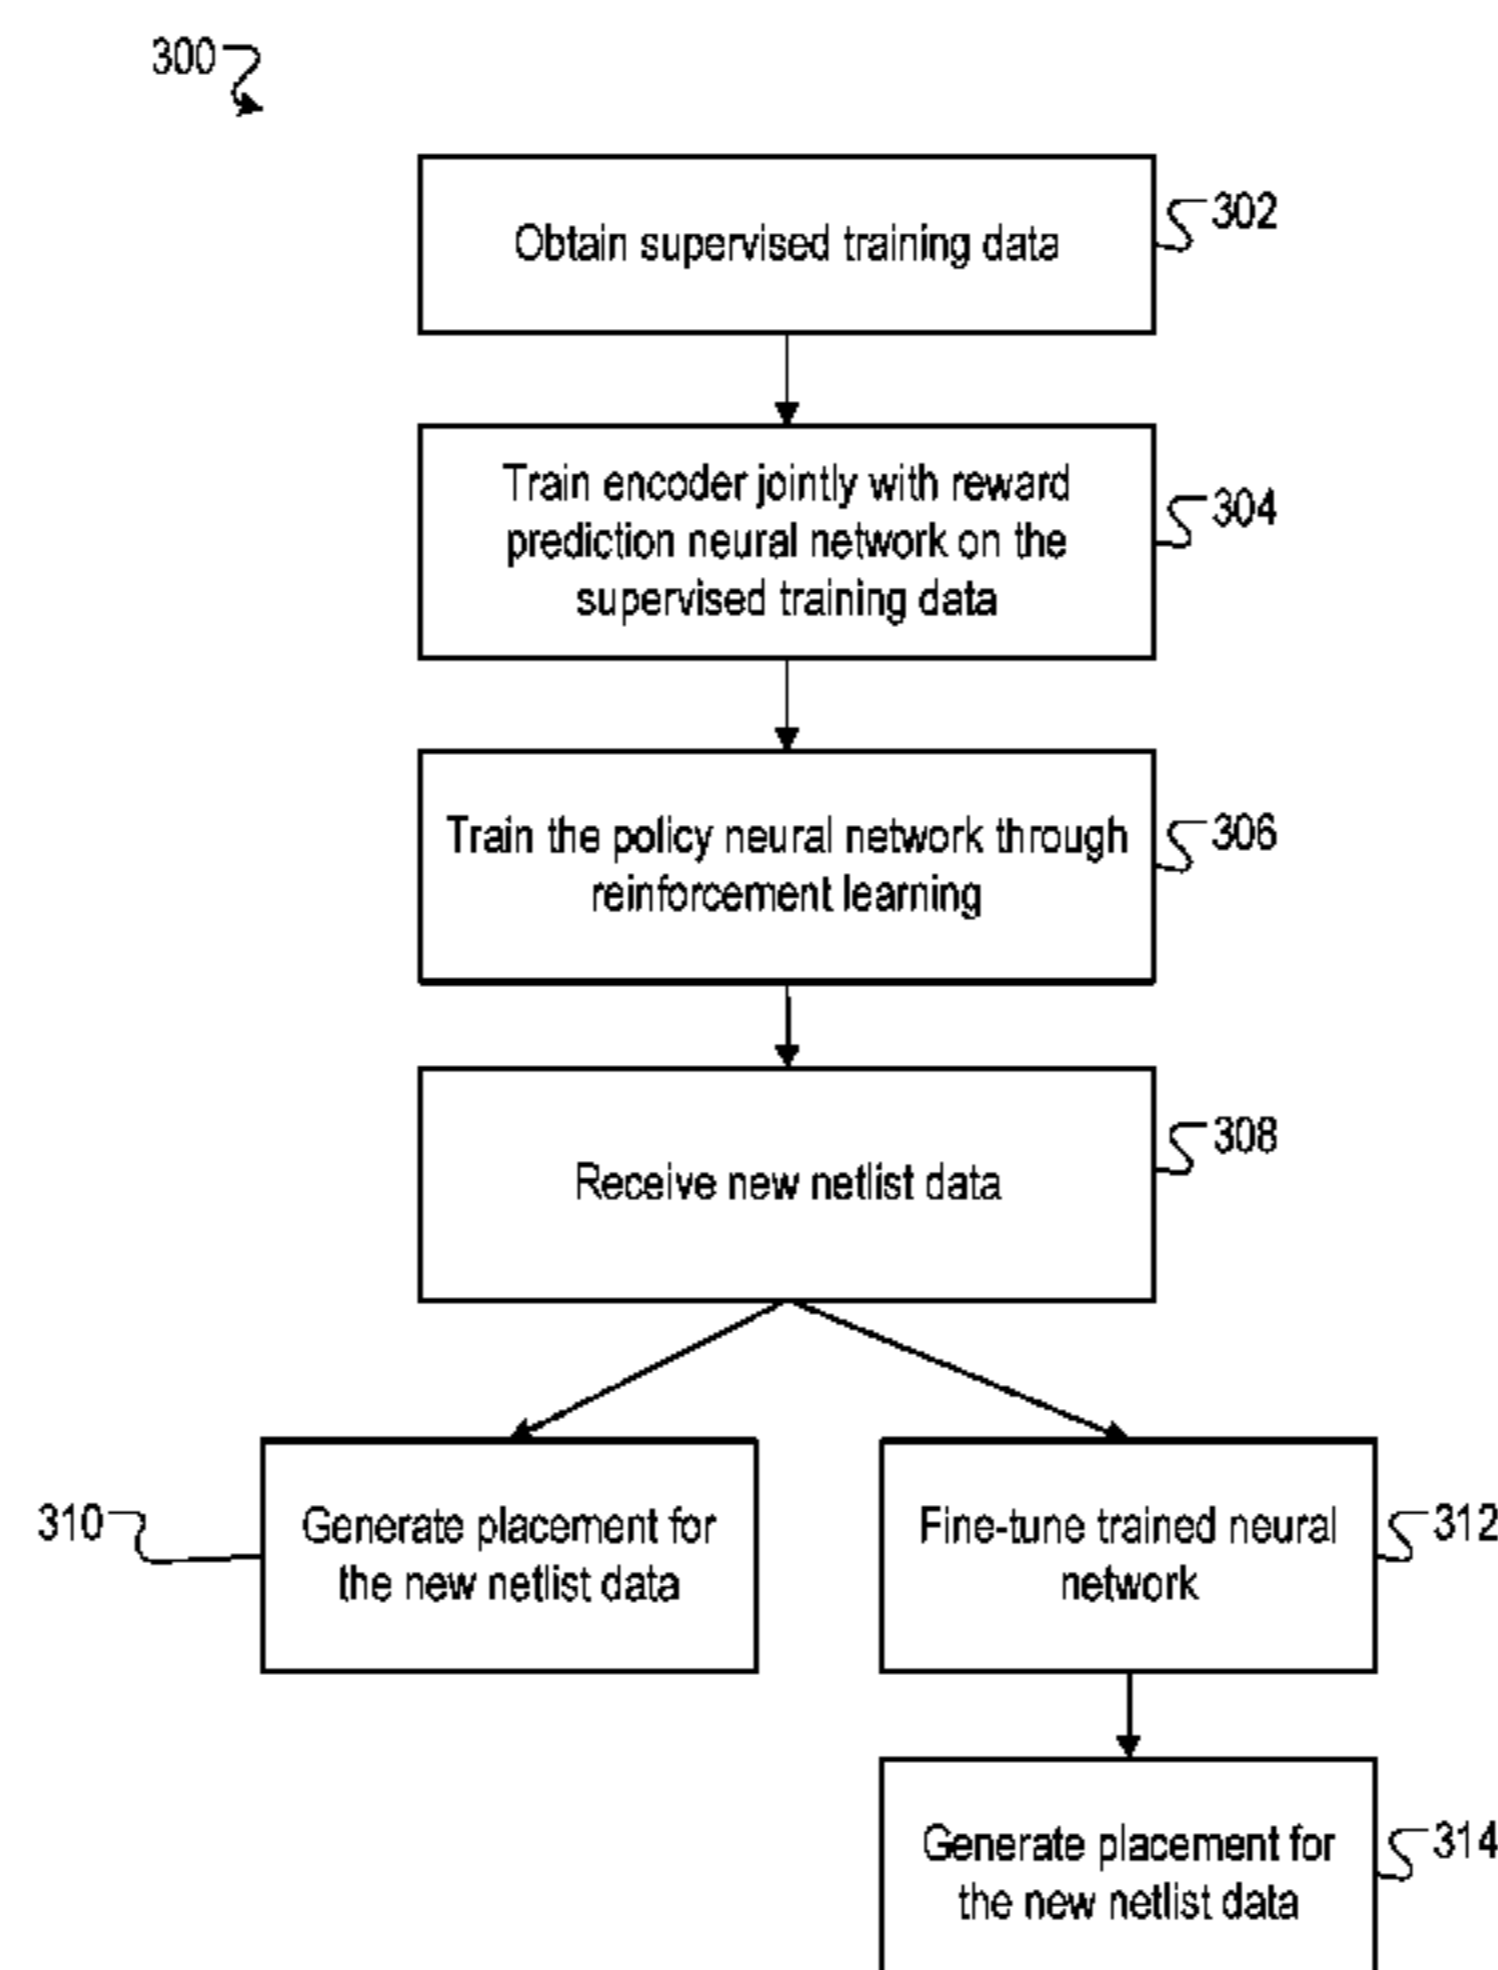 300
Obtain supervised training data
302
Train encoder jointly with reward
prediction neural network on the
supervised training data
304
Train the policy neural network through
reinforcement learning
306
Receive new netlist data
308
310
Generate placement for
the new netlist data
Fine-tune trained neural
network
312
Generate placement for
the new netlist data
314